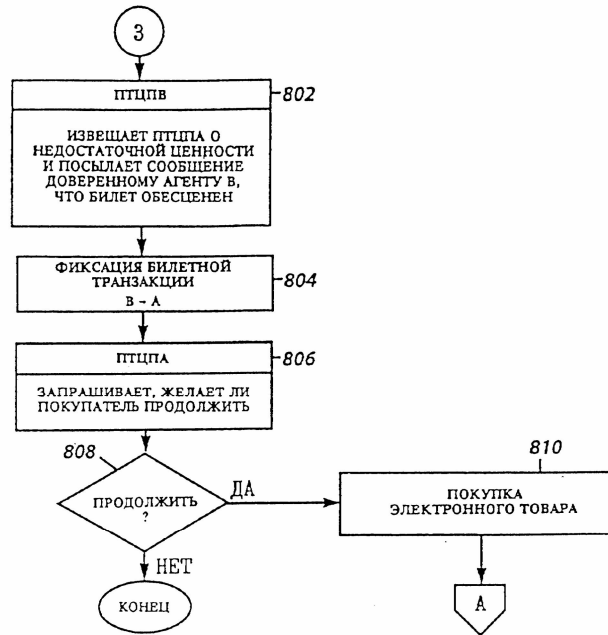 3
ПТЦПВ
802
ИЗВЕЩАЕТ ПТЦПА О
НЕДОСТАТОЧНОЙ ЦЕННОСТИ
И ПОСЫЛАЕТ СООБЩЕНИЕ
ДОВЕРЕННОМУ АГЕНТУ В,
ЧТО БИЛЕТ ОБЕСЦЕНЕН
ФИКСАЦИЯ БИЛЕТНОЙ
ТРАНЗАКЦИИ
В – А
804
ПТЦПА
806
ЗАПРАШИВАЕТ, ЖЕЛАЕТ ЛИ
ПОКУПАТЕЛЬ ПРОДОЛЖИТЬ
808
ПРОДОЛЖИТЬ
?
ДА
810
ПОКУПКА
ЭЛЕКТРОННОГО ТОВАРА
НЕТ
КОНЕЦ
А